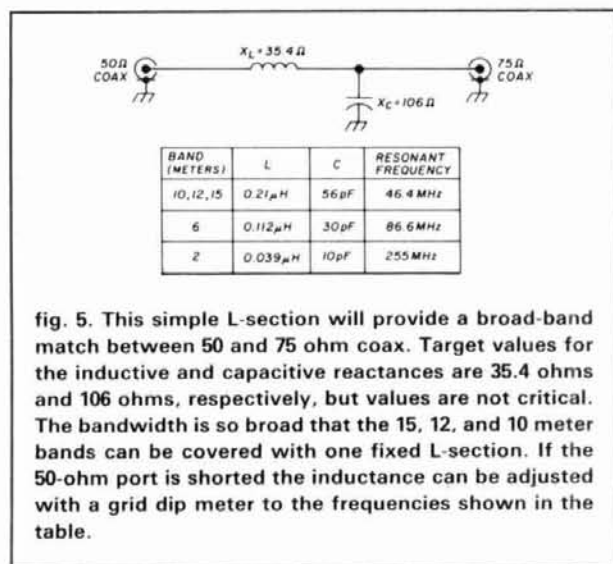 X_L=35.4Ω
50Ω
COAX
75Ω
COAX
X_C=106Ω
BAND (METERS) L C RESONANT FREQUENCY
10,12,15 0.21μH 56pF 46.4MHz
6 0.112μH 30pF 86.6MHz
2 0.039μH 10pF 255MHz
fig. 5. This simple L-section will provide a broad-band
match between 50 and 75 ohm coax. Target values for
the inductive and capacitive reactances are 35.4 ohms
and 106 ohms, respectively, but values are not critical.
The bandwidth is so broad that the 15, 12, and 10 meter
bands can be covered with one fixed L-section. If the
50-ohm port is shorted the inductance can be adjusted
with a grid dip meter to the frequencies shown in the
table.